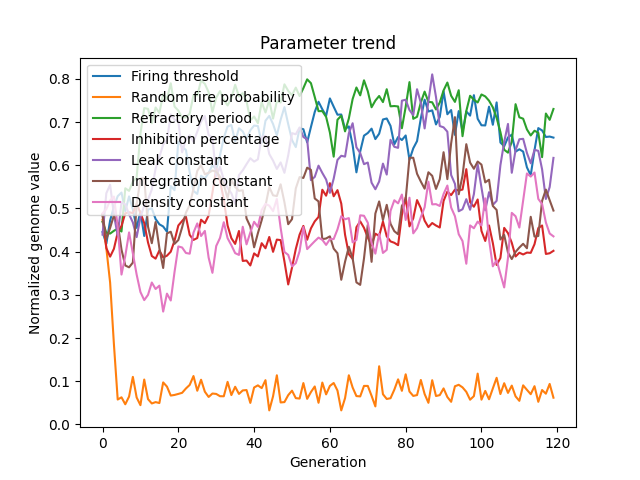 Parameter trend
Normalized genome value
0.8
0.7
0.6
0.5
0.4
0.3
0.2
0.1
0.0
Firing threshold
Random fire probability
Refractory period
Inhibition percentage
Leak constant
Integration constant
Density constant
0 20 40 60 80 100 120
Generation